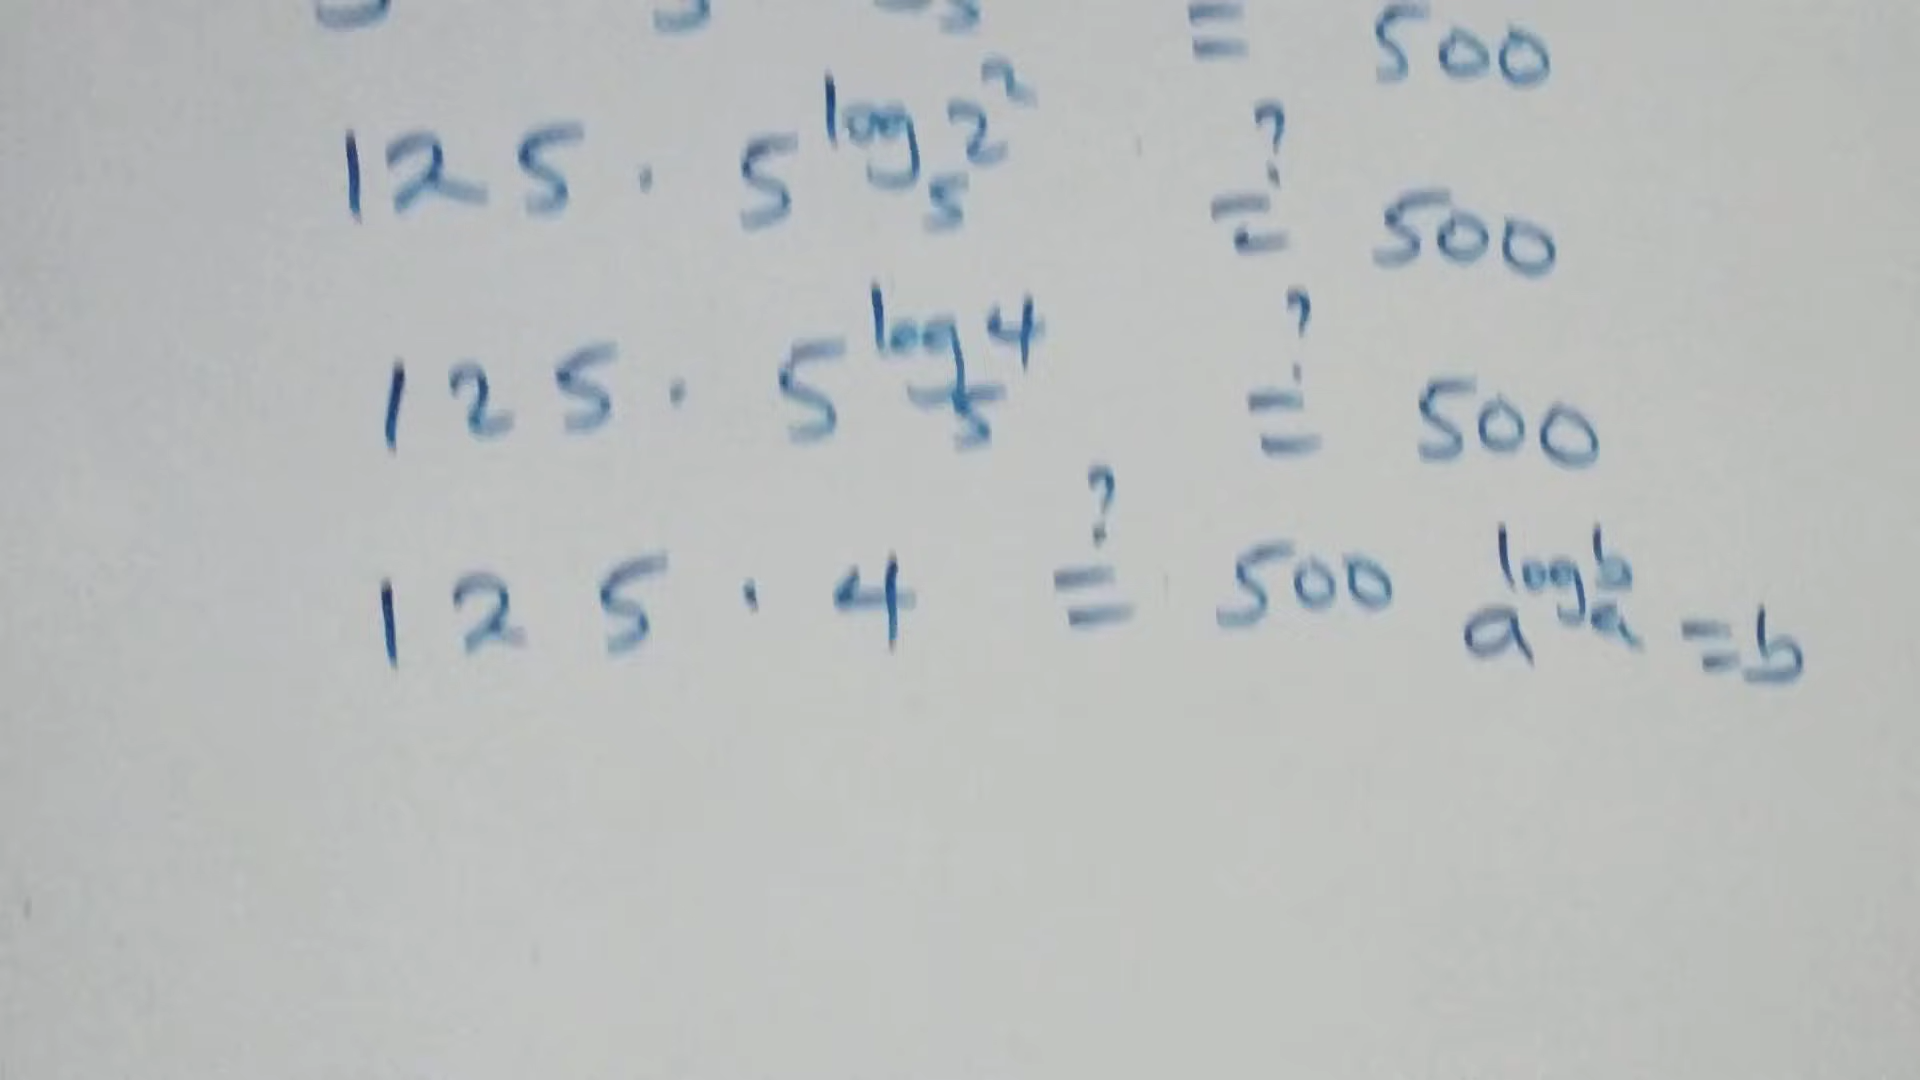 = 500
125 · 5^log_5 2^2 ≟ 500
125 · 5^log_5 4 ≟ 500
125 · 4 ≟ 500 a^log_a b = b